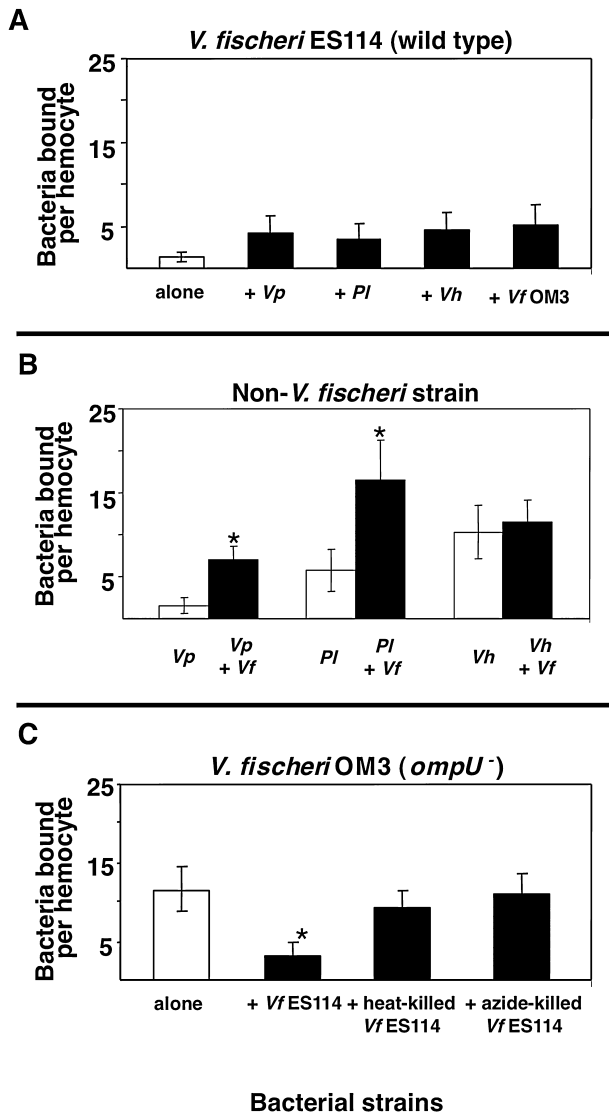 A
V. fischeri ES114 (wild type)
Bacteria bound
per hemocyte
25
15
5
alone
+ Vp
+ Pl
+ Vh
+ Vf OM3
B
Non-V. fischeri strain
Bacteria bound
per hemocyte
25
15
5
*
*
Vp
Vp
+ Vf
Pl
Pl
+ Vf
Vh
Vh
+ Vf
C
V. fischeri OM3 (ompU -)
Bacteria bound
per hemocyte
25
15
5
*
alone
+ Vf ES114
+ heat-killed
Vf ES114
+ azide-killed
Vf ES114
Bacterial strains